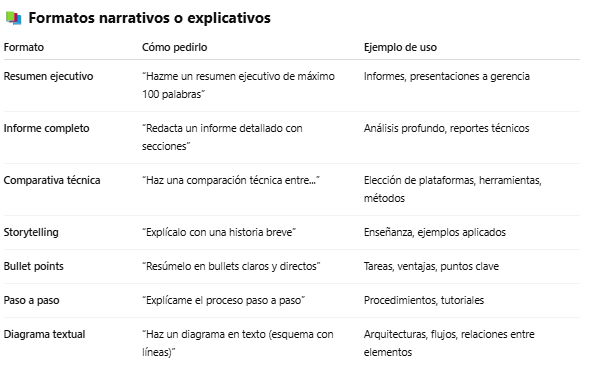 Formatos narrativos o explicativos
Formato Cómo pedirlo Ejemplo de uso
Resumen ejecutivo “Hazme un resumen ejecutivo de máximo Informes, presentaciones a gerencia
100 palabras”
Informe completo “Redacta un informe detallado con Análisis profundo, reportes técnicos
secciones”
Comparativa técnica “Haz una comparación técnica entre...” Elección de plataformas, herramientas,
métodos
Storytelling “Explícalo con una historia breve” Enseñanza, ejemplos aplicados
Bullet points “Resúmelo en bullets claros y directos” Tareas, ventajas, puntos clave
Paso a paso “Explícame el proceso paso a paso” Procedimientos, tutoriales
Diagrama textual “Haz un diagrama en texto (esquema con Arquitecturas, flujos, relaciones entre
líneas)” elementos